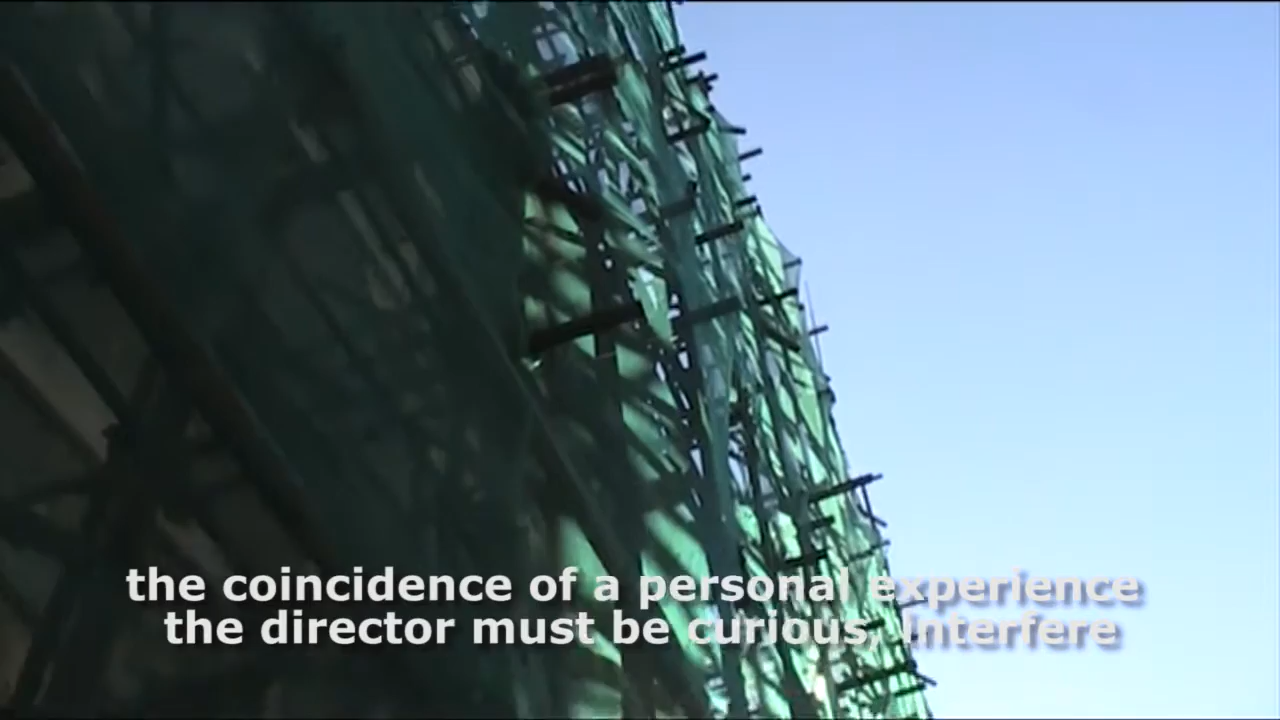 the coincidence of a personal experience
the director must be curious, interfere